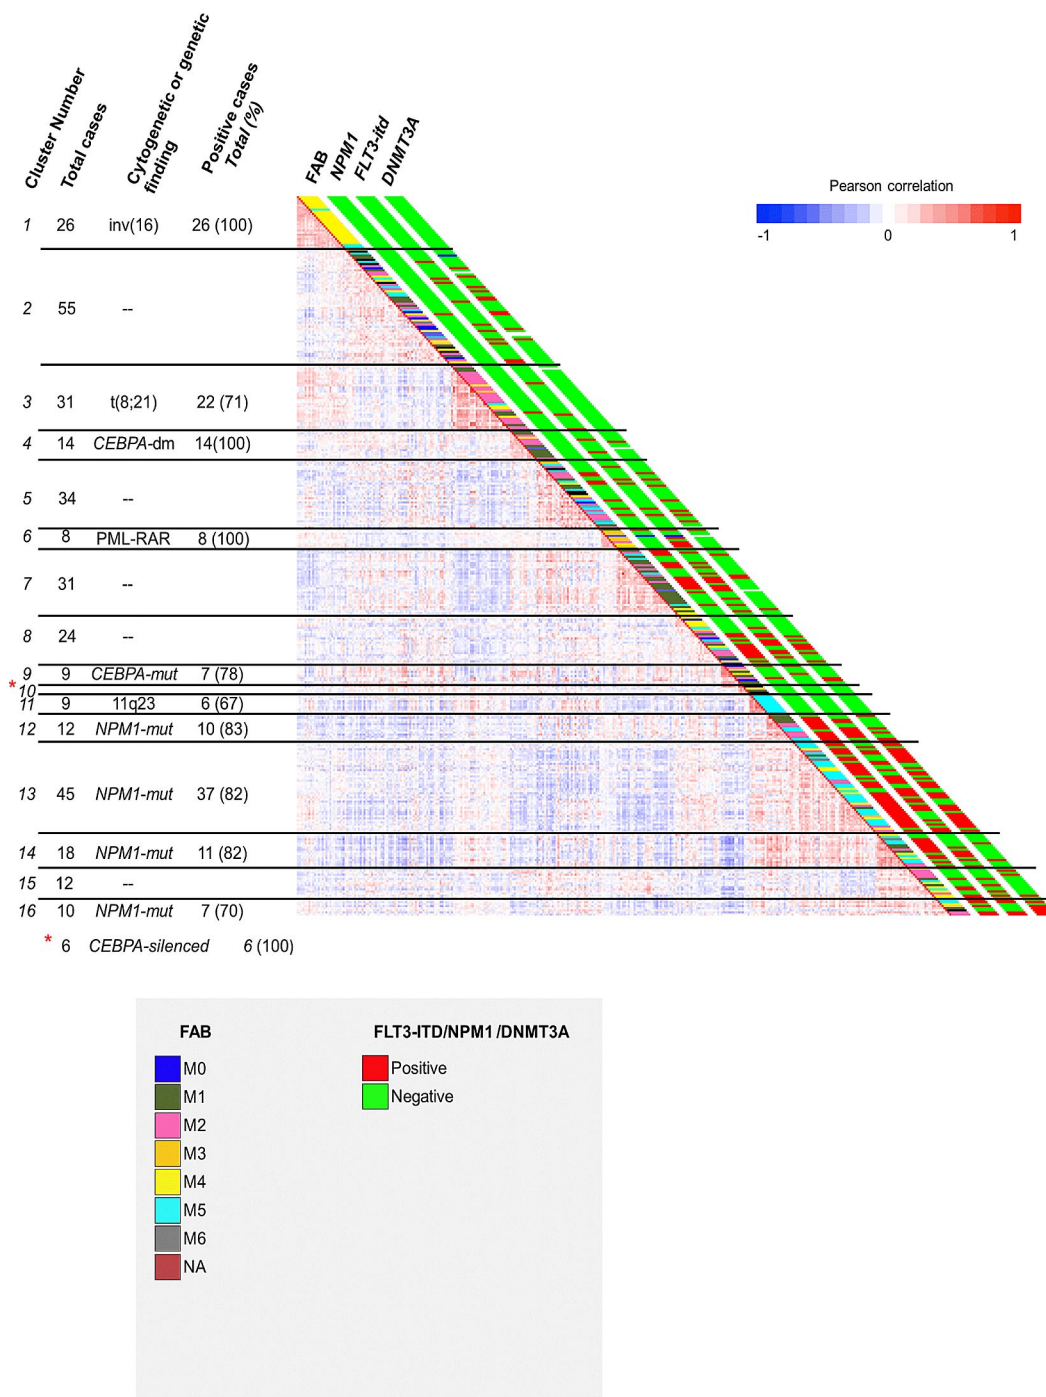 Cluster Number
Total cases
Cytogenetic or genetic
finding
Positive cases
Total (%)
FAB
NPM1
FLT3-itd
DNMT3A
Pearson correlation
-1 0 1
1 26 inv(16) 26 (100)
2 55 --
3 31 t(8;21) 22 (71)
4 14 CEBPA-dm 14(100)
5 34 --
6 8 PML-RAR 8 (100)
7 31 --
8 24 --
9 9 CEBPA-mut 7 (78)
* 10
11 9 11q23 6 (67)
12 12 NPM1-mut 10 (83)
13 45 NPM1-mut 37 (82)
14 18 NPM1-mut 11 (82)
15 12 --
16 10 NPM1-mut 7 (70)
* 6 CEBPA-silenced 6 (100)
FAB
M0
M1
M2
M3
M4
M5
M6
NA
FLT3-ITD/NPM1/DNMT3A
Positive
Negative